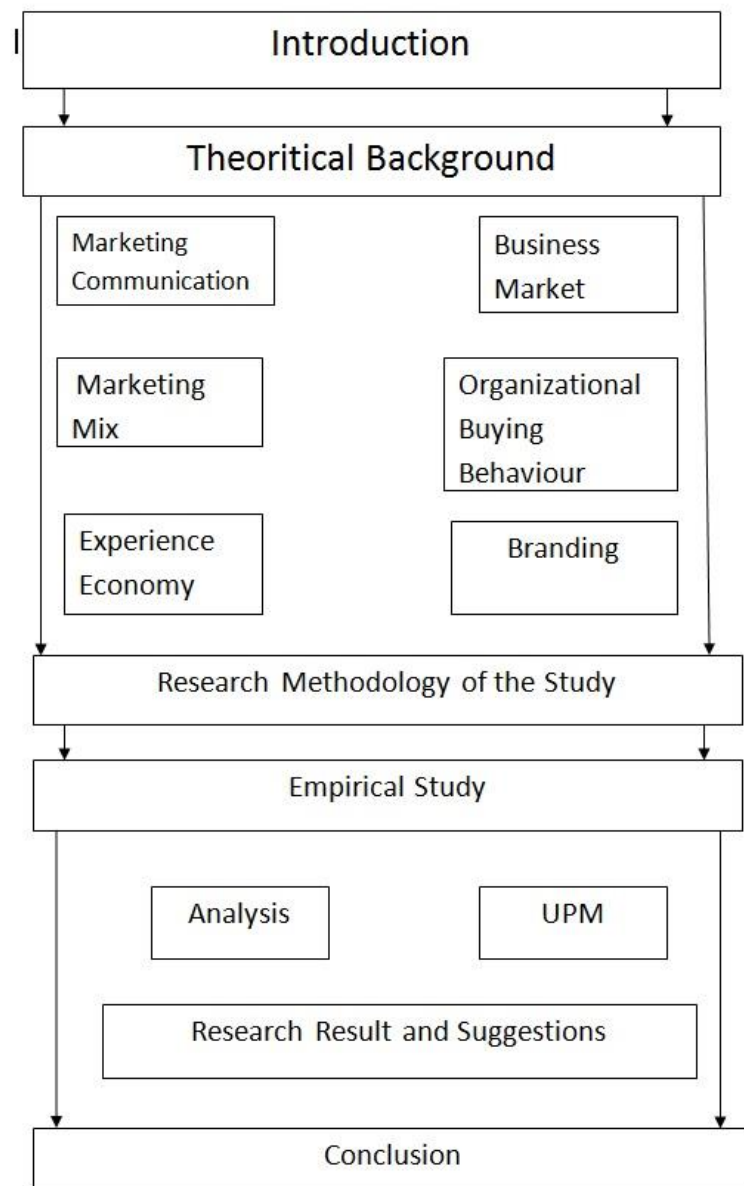 Introduction
Theoritical Background
Marketing
Communication
Business
Market
Marketing
Mix
Organizational
Buying
Behaviour
Experience
Economy
Branding
Research Methodology of the Study
Empirical Study
Analysis
UPM
Research Result and Suggestions
Conclusion